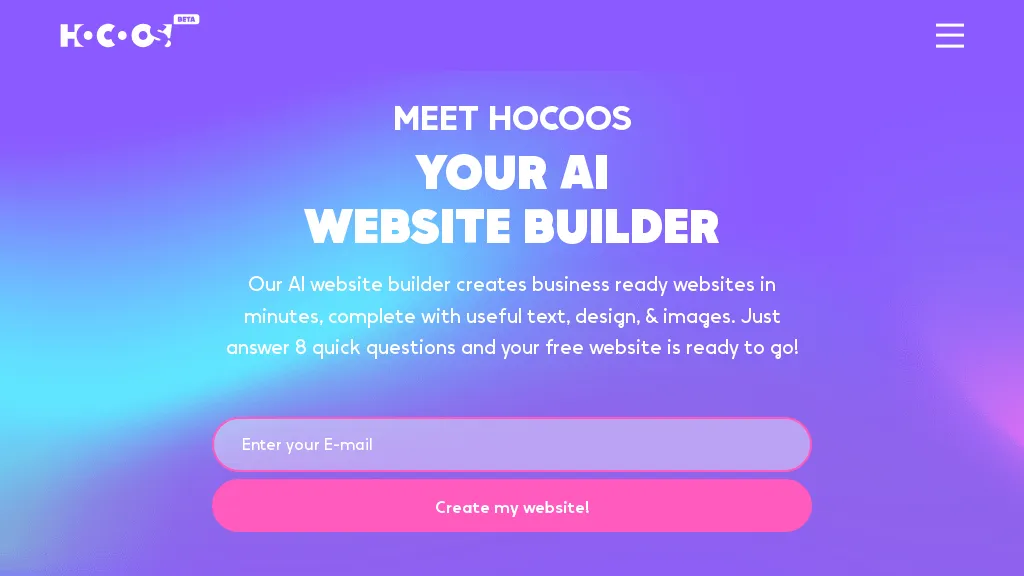 HOCOOS!
BETA
MEET HOCOOS
YOUR AI
WEBSITE BUILDER
Our AI website builder creates business ready websites in
minutes, complete with useful text, design, & images. Just
answer 8 quick questions and your free website is ready to go!
Enter your E-mail
Create my website!